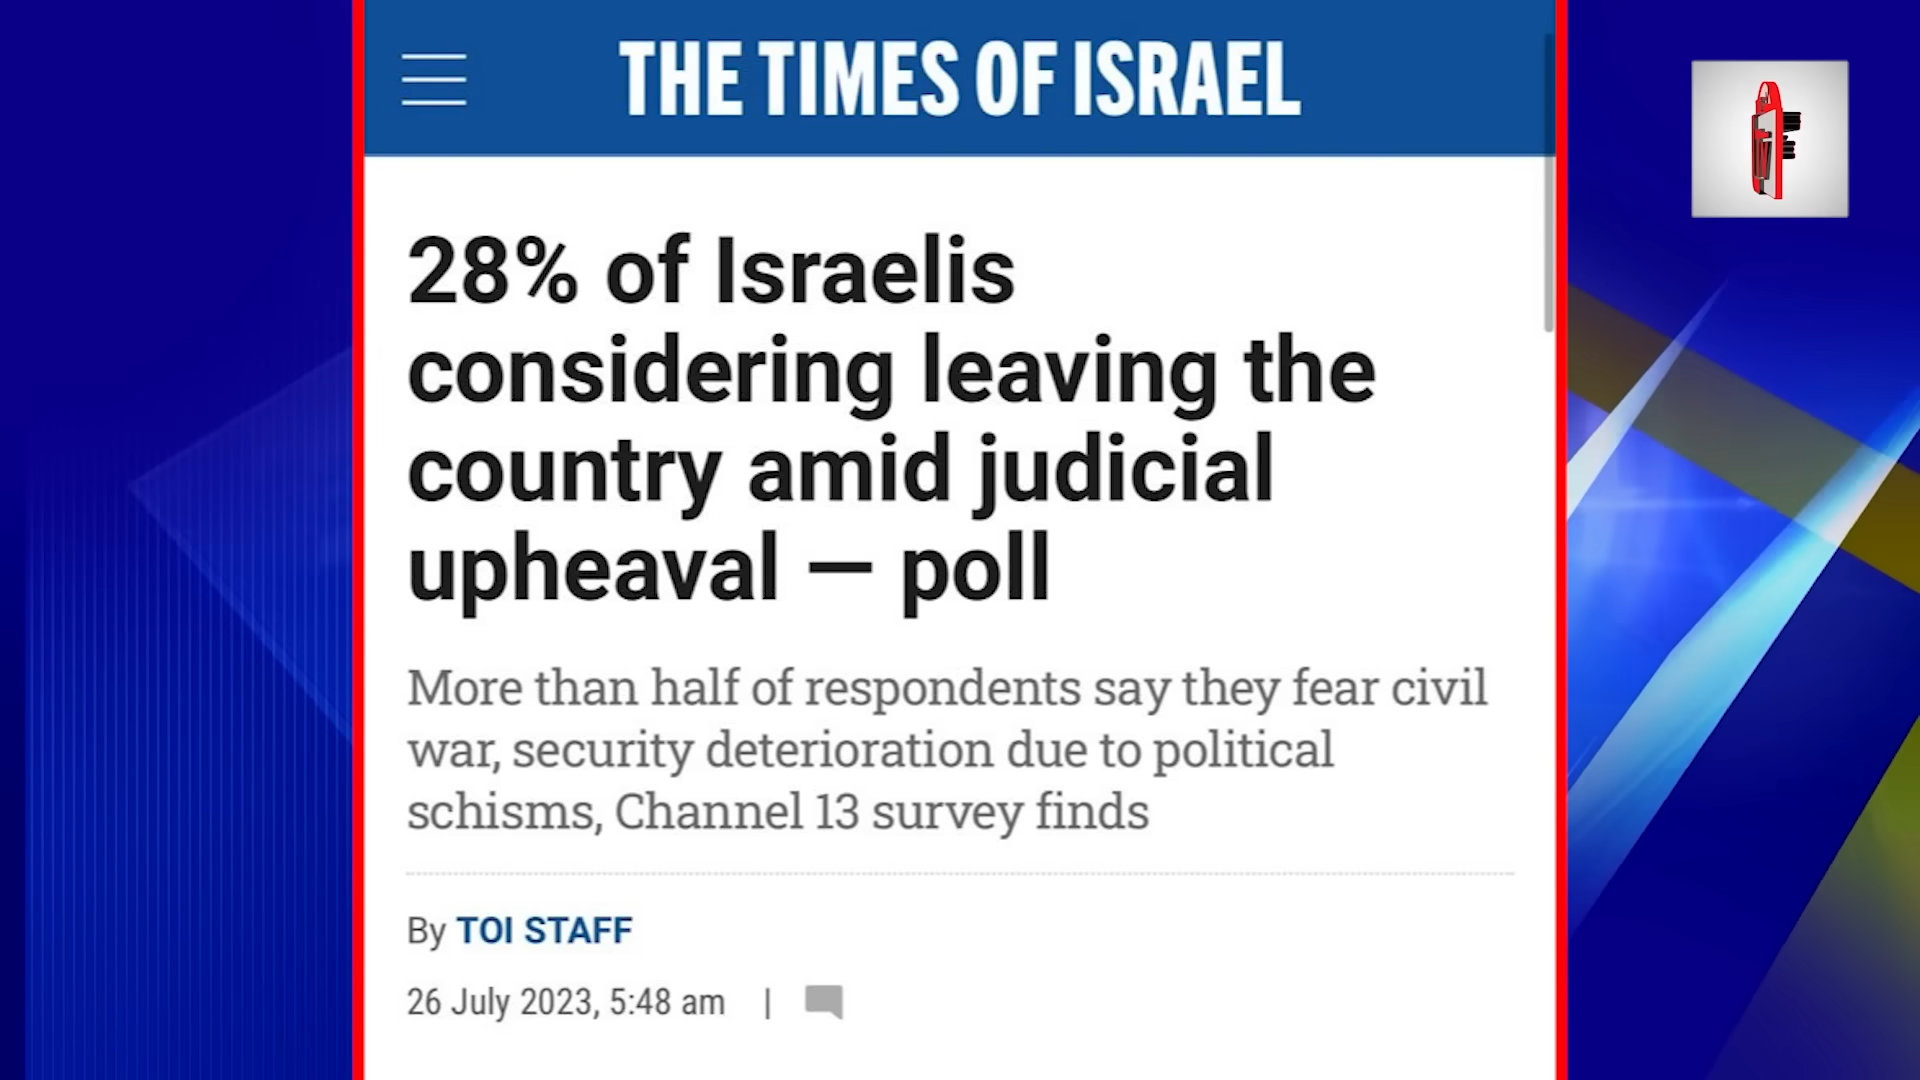 THE TIMES OF ISRAEL
28% of Israelis
considering leaving the
country amid judicial
upheaval — poll
More than half of respondents say they fear civil
war, security deterioration due to political
schisms, Channel 13 survey finds
By TOI STAFF
26 July 2023, 5:48 am |